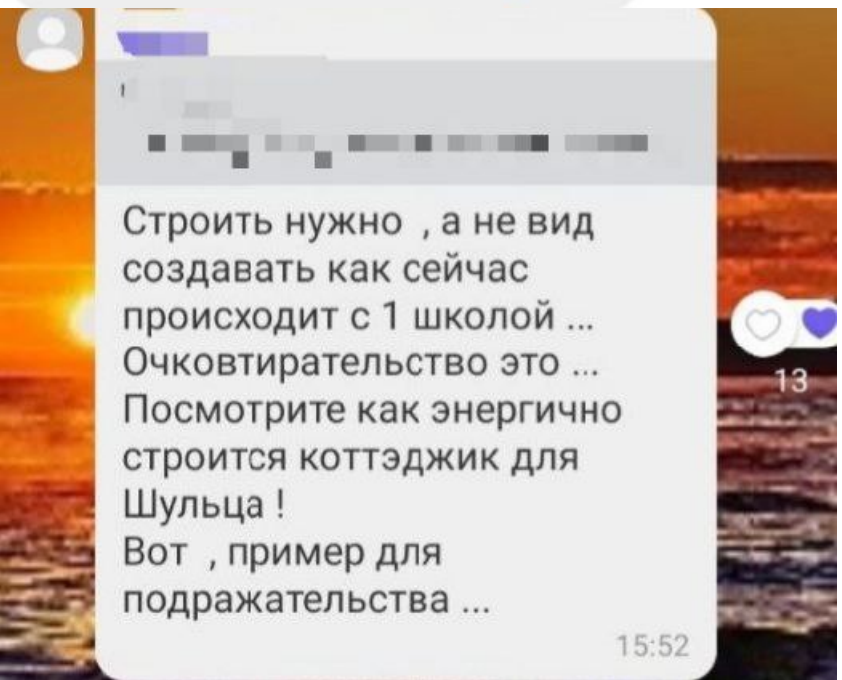 Строить нужно , а не вид
создавать как сейчас
происходит с 1 школой ...
Очковтирательство это ...
Посмотрите как энергично
строится коттэджик для
Шульца !
Вот , пример для
подражательства ...
15:52
13